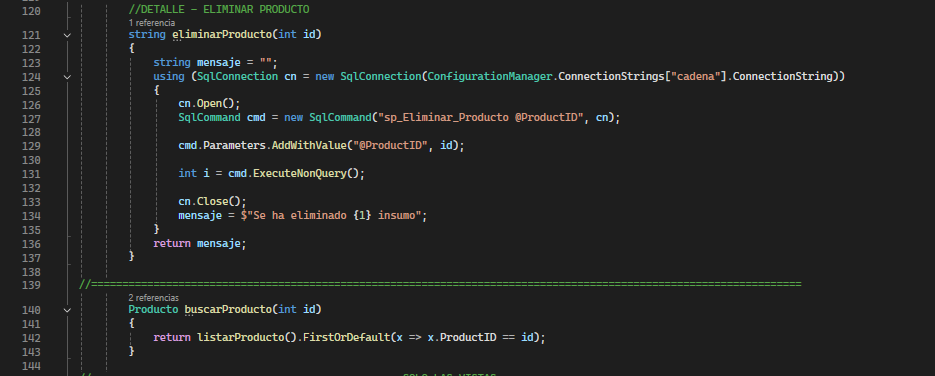 120 //DETALLE - ELIMINAR PRODUCTO
1 referencia
121 string eliminarProducto(int id)
122 {
123 string mensaje = "";
124 using (SqlConnection cn = new SqlConnection(ConfigurationManager.ConnectionStrings["cadena"].ConnectionString))
125 {
126 cn.Open();
127 SqlCommand cmd = new SqlCommand("sp_Eliminar_Producto @ProductID", cn);
128
129 cmd.Parameters.AddWithValue("@ProductID", id);
130
131 int i = cmd.ExecuteNonQuery();
132
133 cn.Close();
134 mensaje = $"Se ha eliminado {1} insumo";
135 }
136 return mensaje;
137 }
138
139 //==================================================================================================================
2 referencias
140 Producto buscarProducto(int id)
141 {
142 return listarProducto().FirstOrDefault(x => x.ProductID == id);
143 }
144